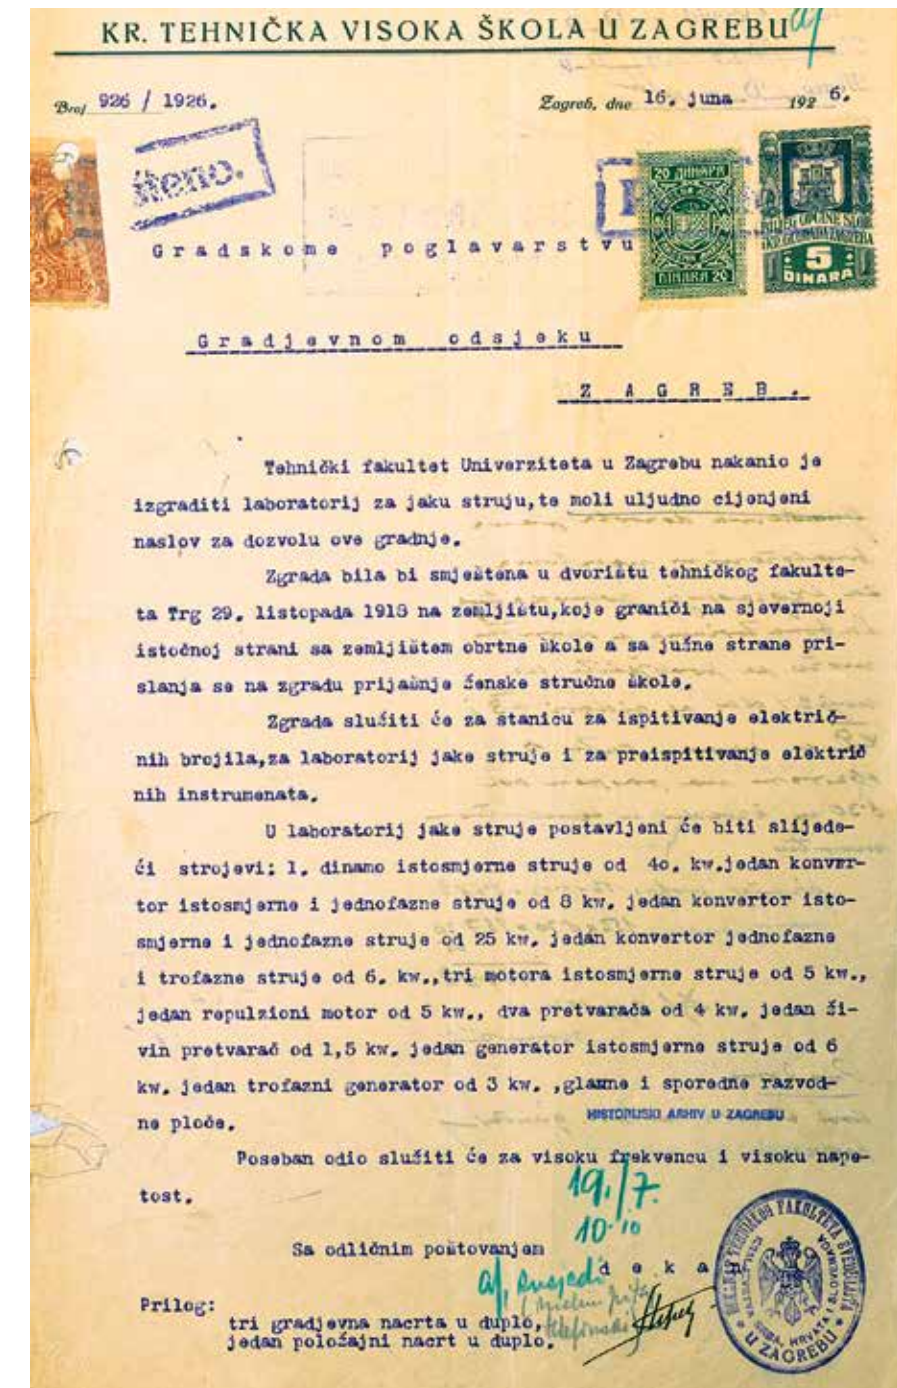 KR. TEHNIČKA VISOKA ŠKOLA U ZAGREBU
Broj 926 / 1926. Zagreb, dne 16. juna 1926.
20 ДИНАРА
DINARA 20
5
DINARA
Gradskome poglavarstvu
Gradjevnom odsjeku
ZAGREB.
Tehnički fakultet Univerziteta u Zagrebu nakanio je
izgraditi laboratorij za jaku struju,te moli uljudno cijenjeni
naslov za dozvolu ove gradnje.
Zgrada bila bi smještena u dvorištu tehničkog fakulte-
ta Trg 29. listopada 1918 na zemljištu,koje graniči na sjevernoji
istočnoj strani sa zemljištem obrtne škole a sa južne strane pri-
slanja se na zgradu prijašnje ženske stručne škole.
Zgrada služiti će za stanicu za ispitivanje električ-
nih brojila,za laboratorij jake struje i za preispitivanje električ
nih instrumenata.
U laboratorij jake struje postavljeni će biti slijede-
ći strojevi: 1. dinamo istosmjerne struje od 4o. kw.jedan konver-
tor istosmjerne i jednofazne struje od 8 kw. jedan konvertor isto-
smjerne i jednofazne struje od 25 kw. jedan konvertor jednofazne
i trofazne struje od 6. kw.,tri motora istosmjerne struje od 5 kw.,
jedan repulzioni motor od 5 kw., dva pretvarača od 4 kw. jedan ži-
vin pretvarač od 1,5 kw. jedan generator istosmjerne struje od 6
kw. jedan trofazni generator od 3 kw. ,glavne i sporedne razvod-
ne ploče.
HISTORIJSKI ARHIV U ZAGREBU
Poseban odio služiti će za visoku frekvencu i visoku nape-
tost.
19./7.
10
Sa odličnim poštovanjem
dekan
Prilog:
tri gradjevna nacrta u duplo,
jedan položajni nacrt u duplo.
SRBA, HRVATA I SLOVENACA
U ZAGREBU